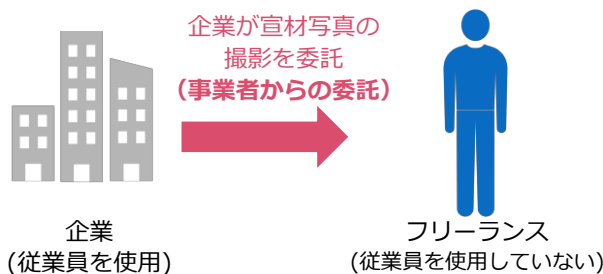 企業が宣材写真の
撮影を委託
（事業者からの委託）
企業
(従業員を使用)
フリーランス
(従業員を使用していない)